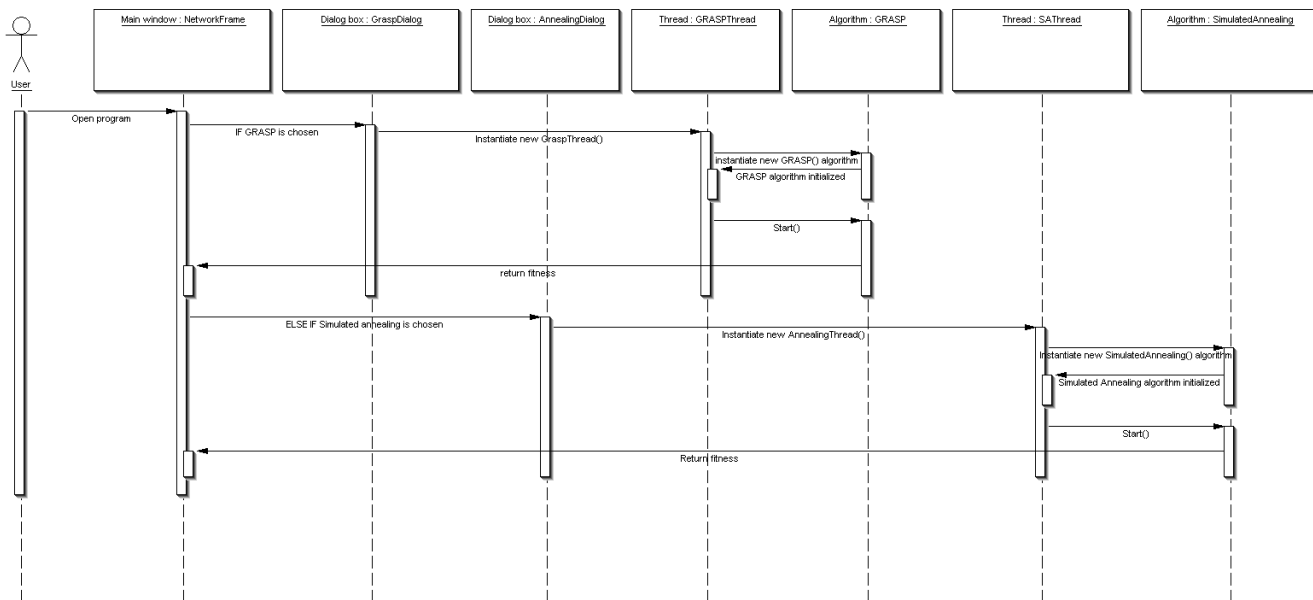 Main window : NetworkFrame
Dialog box : GraspDialog
Dialog box : AnnealingDialog
Thread : GRASPThread
Algorithm : GRASP
Thread : SAThread
Algorithm : SimulatedAnnealing
User
Open program
IF GRASP is chosen
Instantiate new GraspThread()
instantiate new GRASP() algorithm
GRASP algorithm initialized
Start()
return fitness
ELSE IF Simulated annealing is chosen
Instantiate new AnnealingThread()
Instantiate new SimulatedAnnealing() algorithm
Simulated Annealing algorithm initialized
Start()
Return fitness